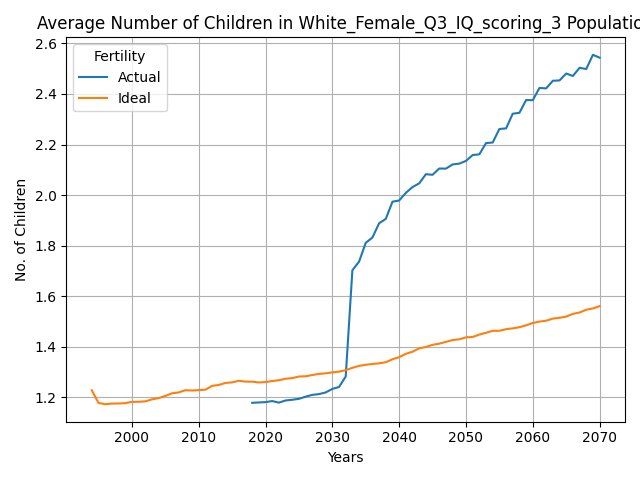 Average Number of Children in White_Female_Q3_IQ_scoring_3 Populatio
Fertility
Actual
Ideal
No. of Children
2.6
2.4
2.2
2.0
1.8
1.6
1.4
1.2
2000 2010 2020 2030 2040 2050 2060 2070
Years